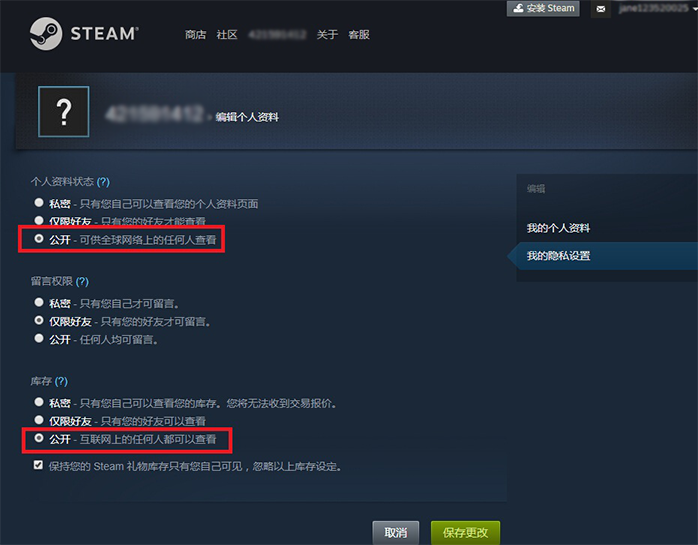 安装 Steam
STEAM®
商店 社区 关于 客服
?
› 编辑个人资料
个人资料状态 (?)
私密 - 只有您自己可以查看您的个人资料页面
仅限好友 - 只有您的好友才能查看
公开 - 可供全球网络上的任何人查看
留言权限 (?)
私密 - 只有您自己才可留言。
仅限好友 - 只有您的好友才可留言。
公开 - 任何人均可留言。
库存 (?)
私密 - 只有您自己可以查看您的库存。您将无法收到交易报价。
仅限好友 - 只有您的好友可以查看
公开 - 互联网上的任何人都可以查看
保持您的 Steam 礼物库存只有您自己可见，忽略以上库存设定。
取消 保存更改
编辑
我的个人资料
我的隐私设置